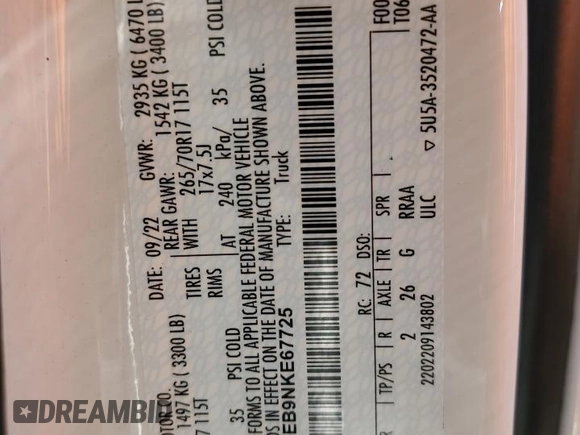 DATE: 09/22 GVWR: 2935 KG ( 6470 L
REAR GAWR: 1542 KG ( 3400 LB)
WITH 265/70R17 115T
TIRES
17x7.5J
RIMS
AT 240 kPa/ 35 PSI COLD
1497 KG ( 3300 LB)
115T
35 PSI COLD
FORMS TO ALL APPLICABLE FEDERAL MOTOR VEHICLE
IN EFFECT ON THE DATE OF MANUFACTURE SHOWN ABOVE.
EB9NKE67725 TYPE: Truck
F00
T06
RC: 72 DSO:
TP/PS R AXLE TR SPR
2 26 G RRAA
2202209143802 ULC ▽ 5U5A-3520472-AA
DREAMBI